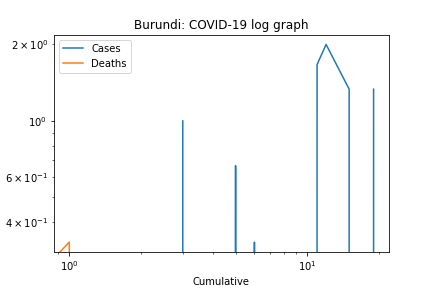 Burundi: COVID-19 log graph
Cases
Deaths
2 × 10⁰
10⁰
6 × 10⁻¹
4 × 10⁻¹
10⁰ 10¹
Cumulative